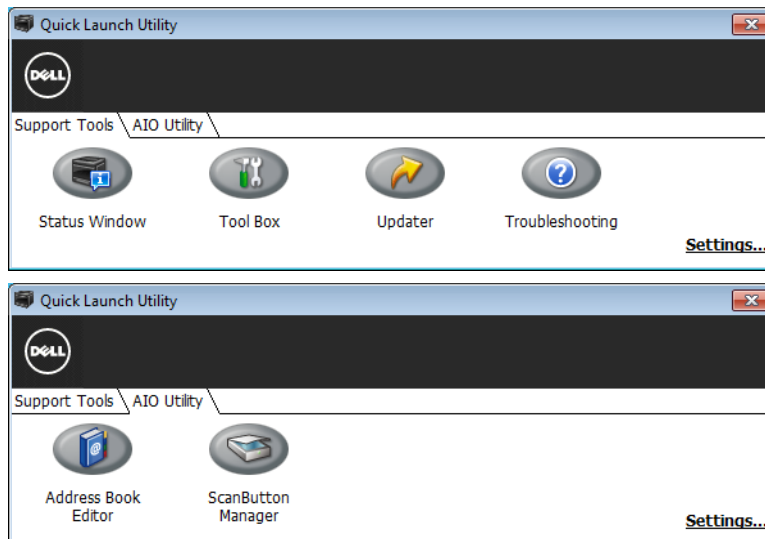 Quick Launch Utility
DELL
Support Tools AIO Utility
Status Window Tool Box Updater Troubleshooting
Settings...
Quick Launch Utility
DELL
Support Tools AIO Utility
Address Book ScanButton
Editor Manager
Settings...